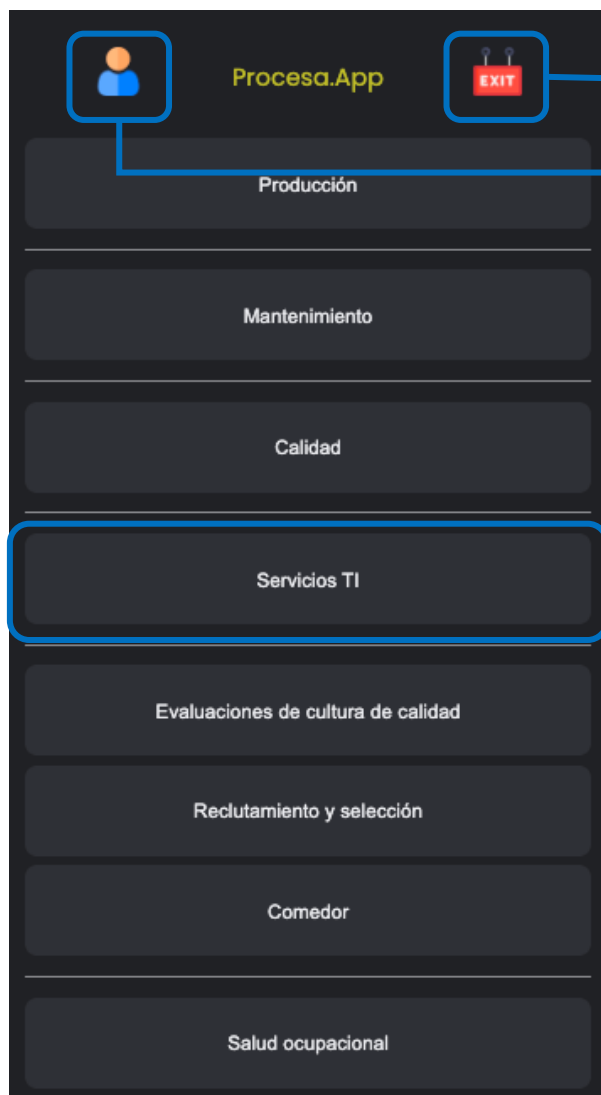 Procesa.App
EXIT
Producción
Mantenimiento
Calidad
Servicios TI
Evaluaciones de cultura de calidad
Reclutamiento y selección
Comedor
Salud ocupacional